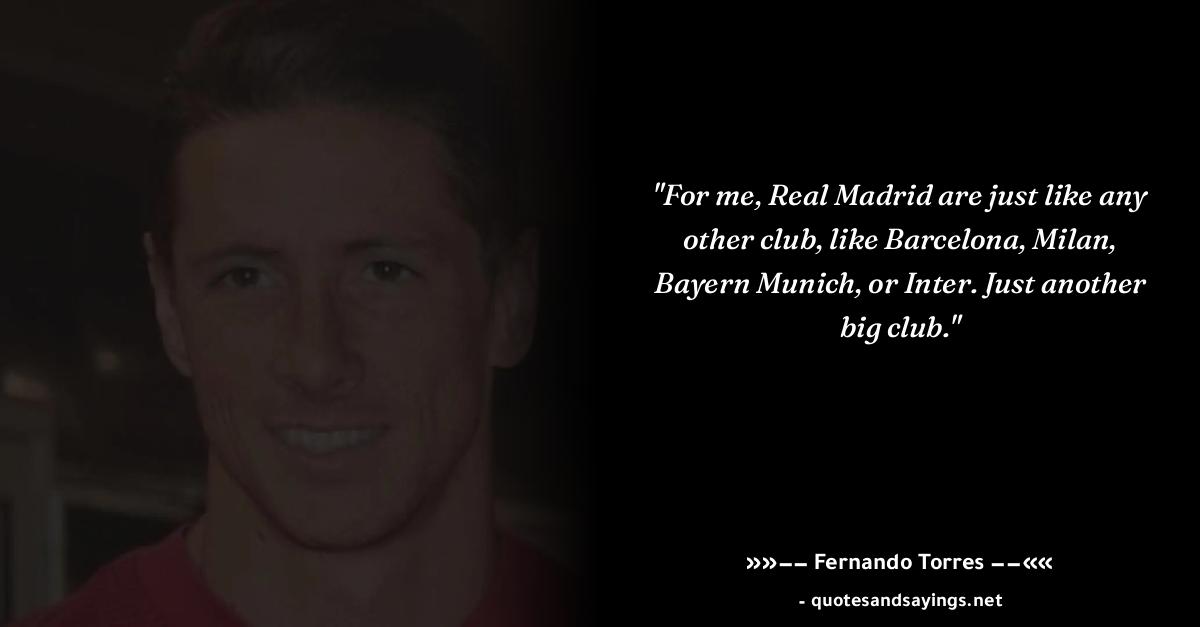 "For me, Real Madrid are just like any
other club, like Barcelona, Milan,
Bayern Munich, or Inter. Just another
big club."
»»—— Fernando Torres ——««
- quotesandsayings.net